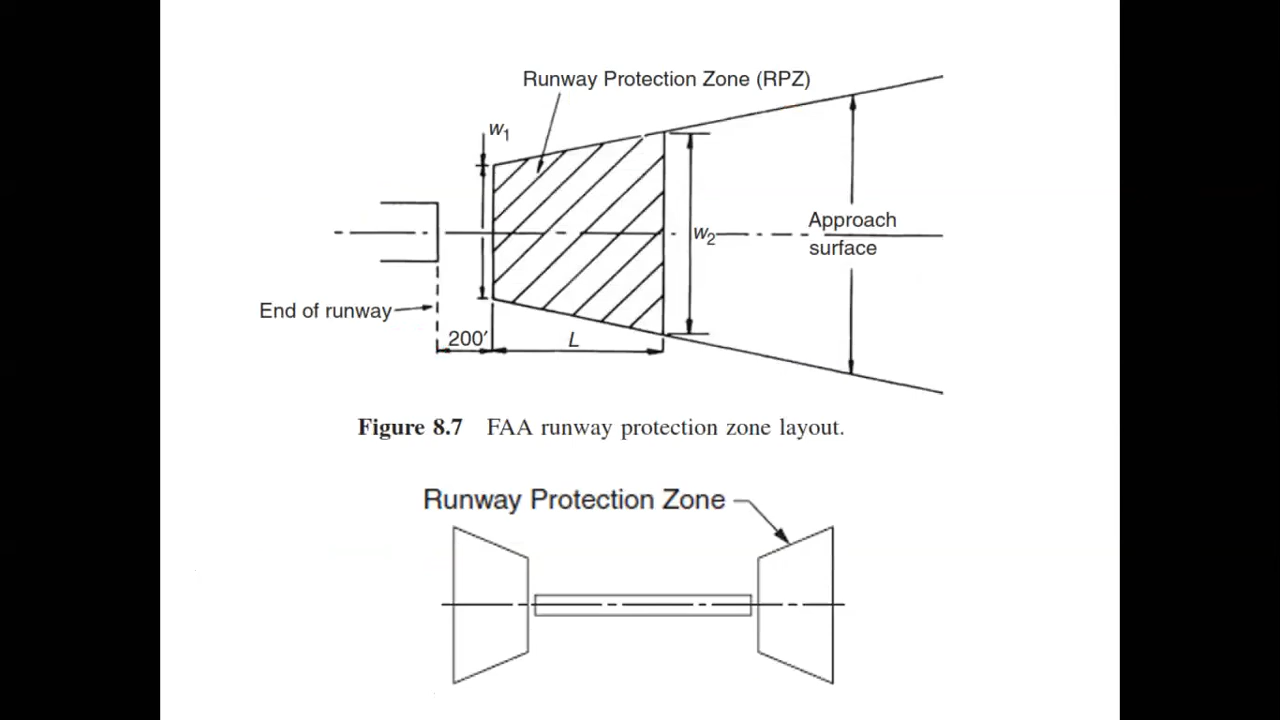 Runway Protection Zone (RPZ)
w1
Approach
w2
surface
End of runway
200′
L
Figure 8.7 FAA runway protection zone layout.
Runway Protection Zone